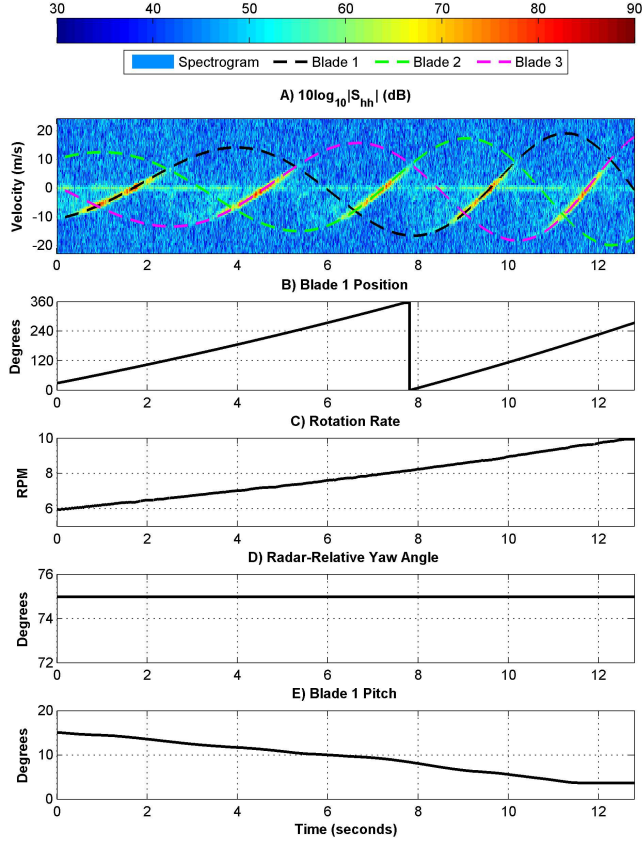 30 40 50 60 70 80 90
Spectrogram Blade 1 Blade 2 Blade 3
A) 10log10|Shh| (dB)
Velocity (m/s)
20
10
0
-10
-20
0 2 4 6 8 10 12
B) Blade 1 Position
Degrees
360
240
120
0
0 2 4 6 8 10 12
C) Rotation Rate
RPM
10
8
6
0 2 4 6 8 10 12
D) Radar-Relative Yaw Angle
Degrees
76
74
72
0 2 4 6 8 10 12
E) Blade 1 Pitch
Degrees
20
10
0
0 2 4 6 8 10 12
Time (seconds)